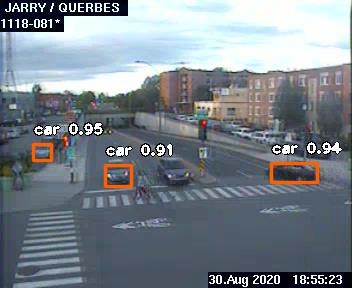 JARRY / QUERBES
1118-081*
car 0.95
car 0.91
car 0.94
30.Aug 2020 18:55:23